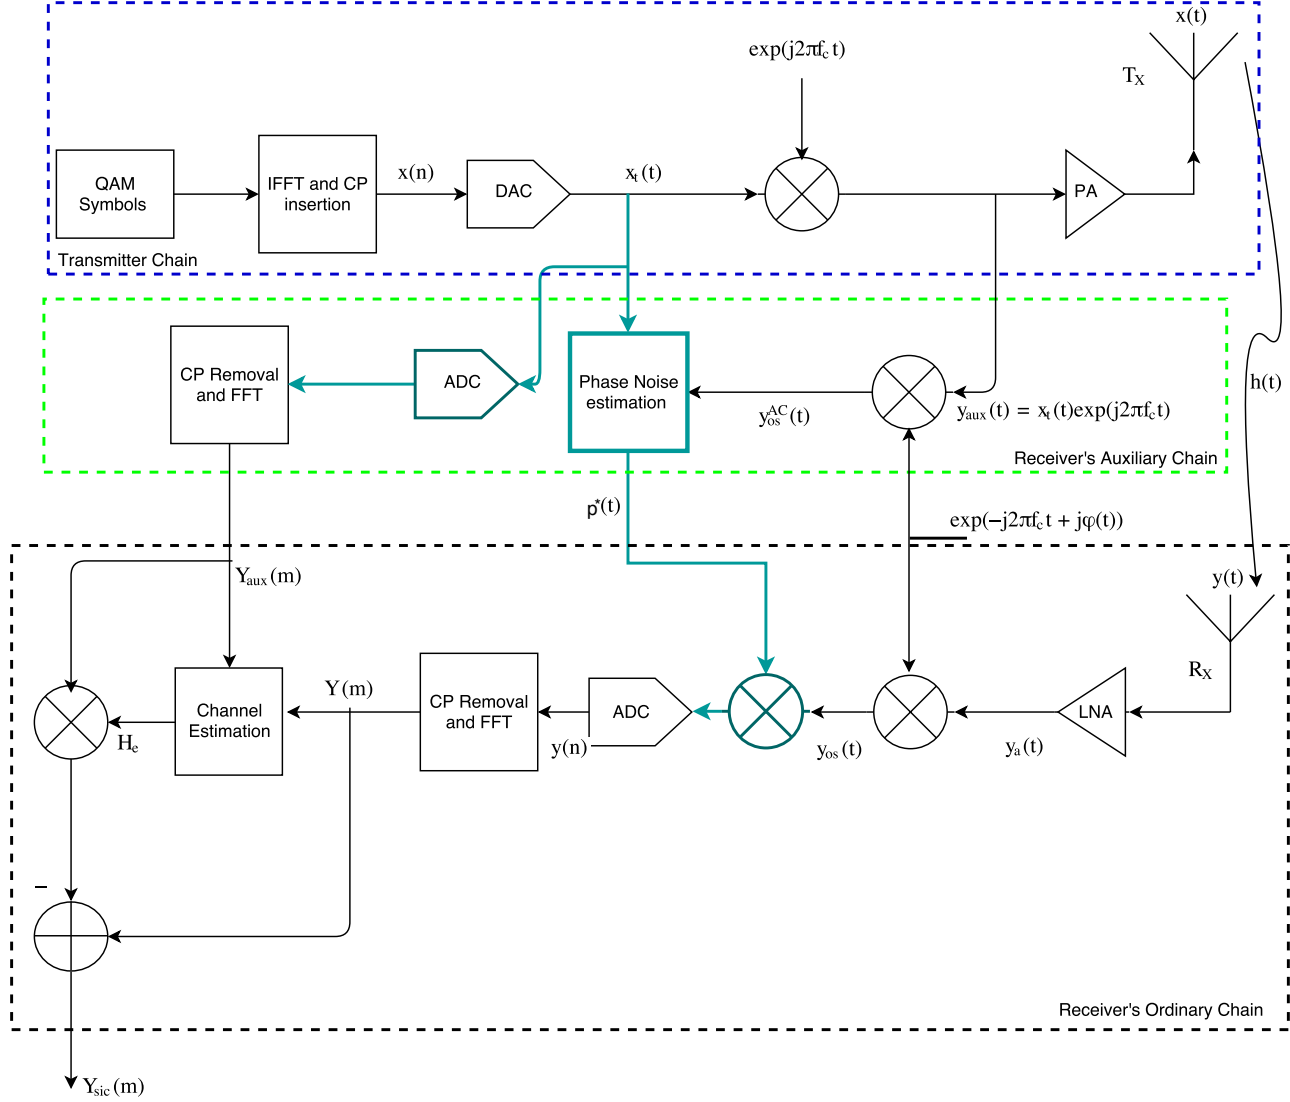 x(t)
exp(j2πf_c t)
T_X
QAM
Symbols
IFFT and CP
insertion
x(n)
DAC
x_t(t)
PA
Transmitter Chain
CP Removal
and FFT
ADC
Phase Noise
estimation
y_os^AC(t)
y_aux(t) = x_t(t)exp(j2πf_c t)
h(t)
Receiver's Auxiliary Chain
p*(t)
exp(−j2πf_c t + jφ(t))
Y_aux(m)
y(t)
R_X
Channel
Estimation
H_e
Y(m)
CP Removal
and FFT
y(n)
ADC
y_os(t)
y_a(t)
LNA
−
Receiver's Ordinary Chain
Y_sic(m)